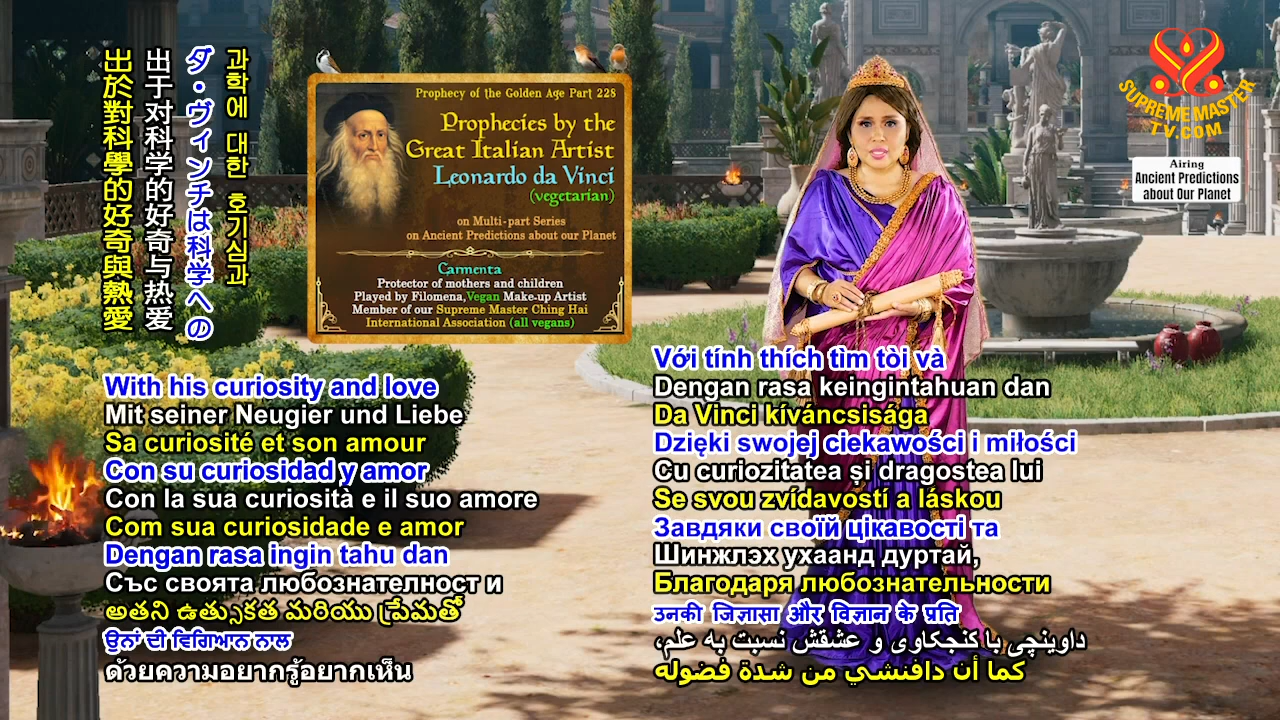 出於對科學的好奇與熱愛
出于对科学的好奇与热爱
ダ・ヴィンチは科学への
과학에 대한 호기심과
Prophecy of the Golden Age Part 228
Prophecies by the
Great Italian Artist
Leonardo da Vinci
(vegetarian)
on Multi-part Series
on Ancient Predictions about our Planet
Carmenta
Protector of mothers and children
Played by Filomena, Vegan Make-up Artist
Member of our Supreme Master Ching Hai
International Association (all vegans)
SUPREME MASTER
TV.COM
Airing
Ancient Predictions
about Our Planet
With his curiosity and love
Mit seiner Neugier und Liebe
Sa curiosité et son amour
Con su curiosidad y amor
Con la sua curiosità e il suo amore
Com sua curiosidade e amor
Dengan rasa ingin tahu dan
Със своята любознателност и
అతని ఉత్సుకత మరియు ప్రేమతో
ਉਨਾਂ ਦੀ ਵਿਗਿਆਨ ਨਾਲ
ด้วยความอยากรู้อยากเห็น
Với tính thích tìm tòi và
Dengan rasa keingintahuan dan
Da Vinci kíváncsisága
Dzięki swojej ciekawości i miłości
Cu curiozitatea și dragostea lui
Se svou zvídavostí a láskou
Завдяки своїй цікавості та
Шинжлэх ухаанд дуртай,
Благодаря любознательности
उनकी जिज्ञासा और विज्ञान के प्रति
داوینچی با کنجکاوی و عشقش نسبت به علم،
كما أن دافنشي من شدة فضوله